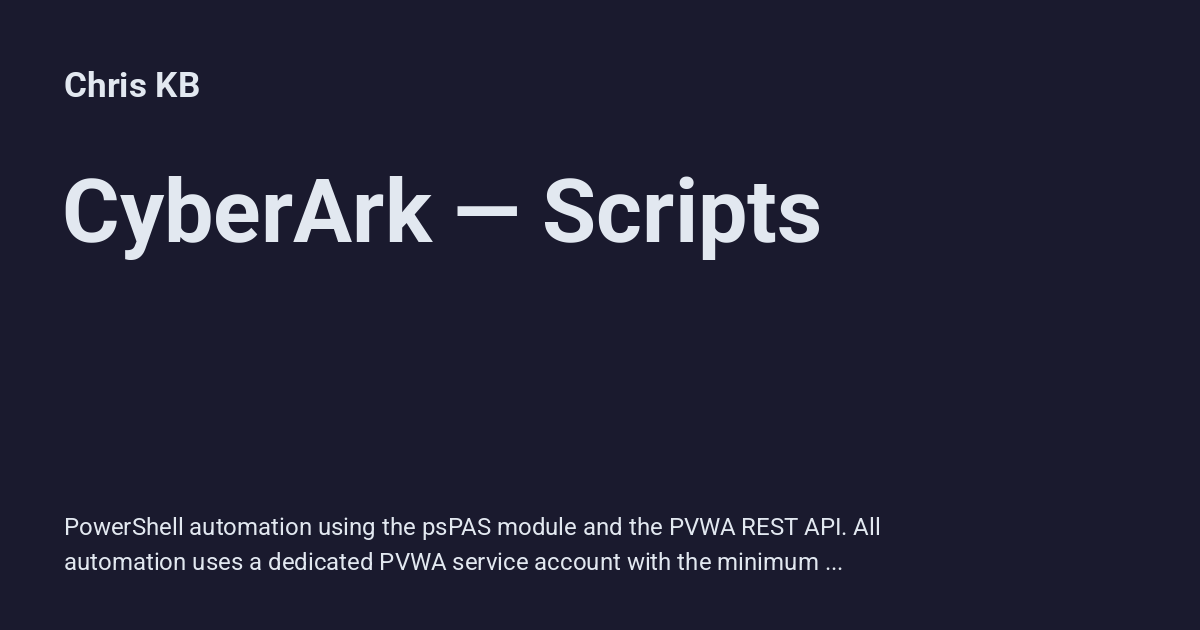 Chris KB
CyberArk — Scripts
PowerShell automation using the psPAS module and the PVWA REST API. All
automation uses a dedicated PVWA service account with the minimum ...